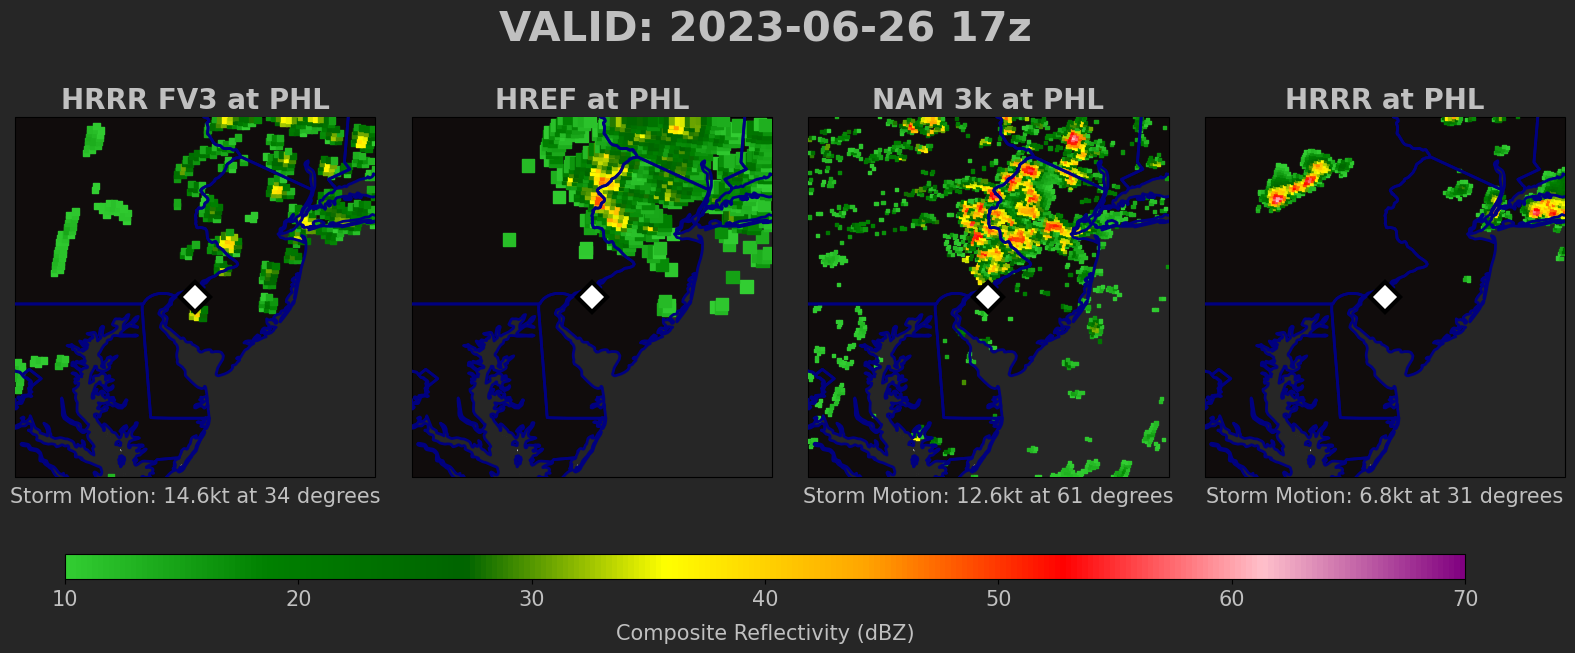 VALID: 2023-06-26 17z
HRRR FV3 at PHL
HREF at PHL
NAM 3k at PHL
HRRR at PHL
Storm Motion: 14.6kt at 34 degrees
Storm Motion: 12.6kt at 61 degrees
Storm Motion: 6.8kt at 31 degrees
10 20 30 40 50 60 70
Composite Reflectivity (dBZ)